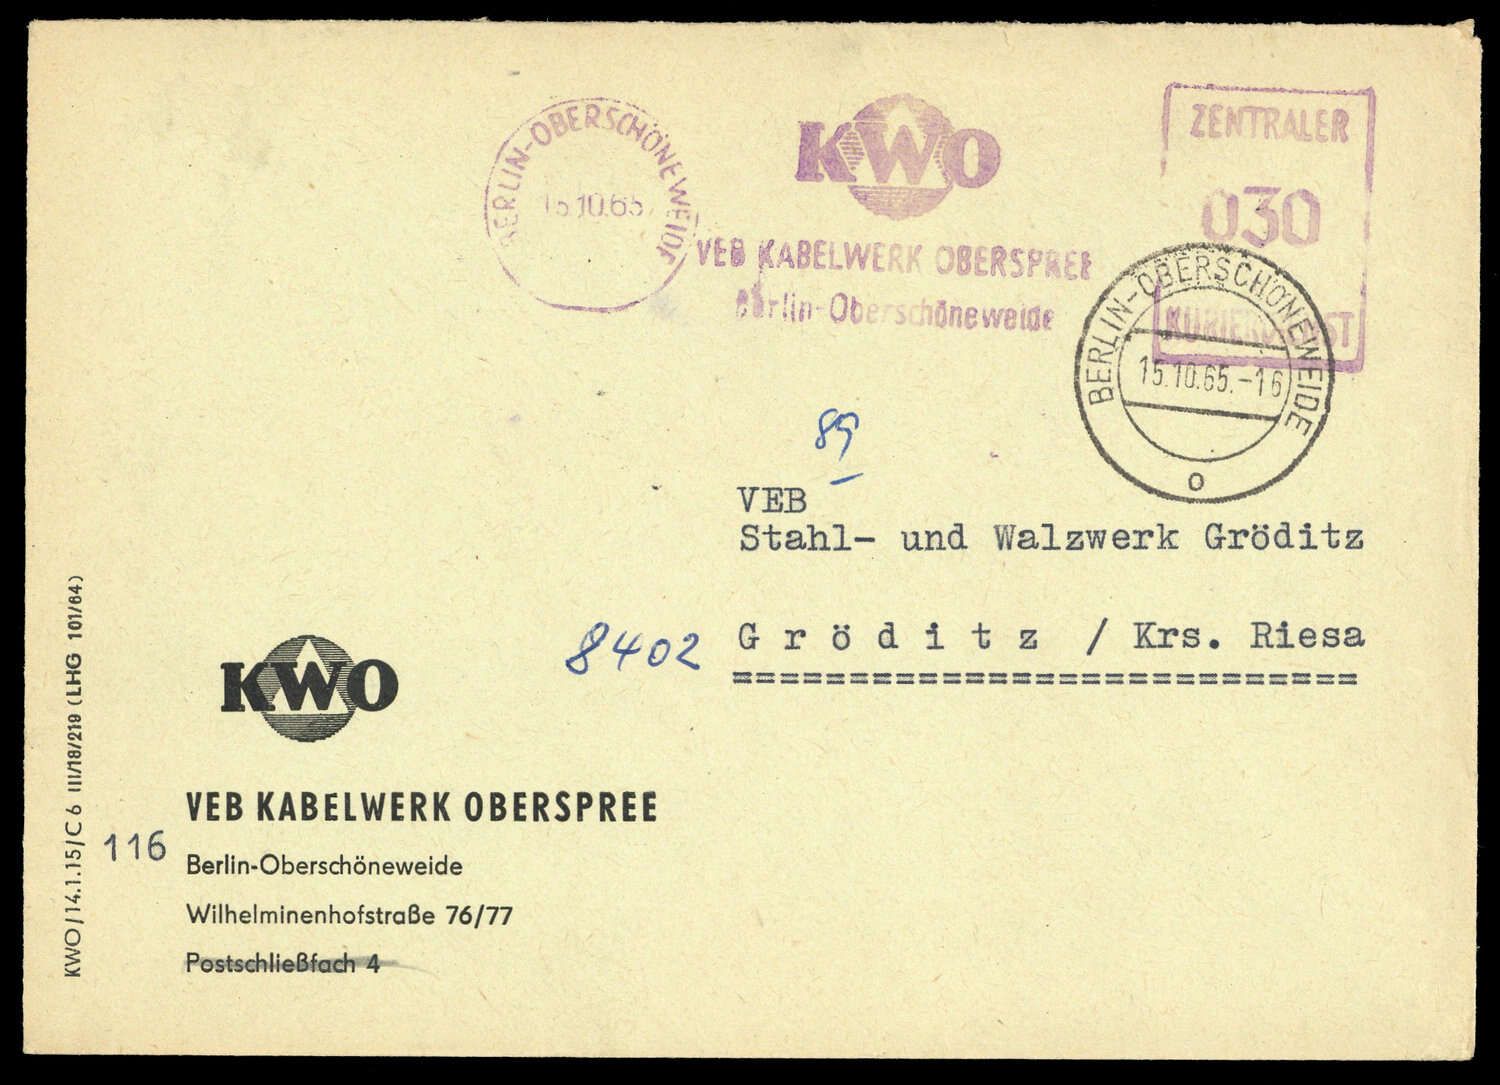 BERLIN-OBERSCHÖNEWEIDE
15.10.65
KWO
VEB KABELWERK OBERSPREE
Berlin-Oberschöneweide
ZENTRALER
030
KURIERDIENST
BERLIN-OBERSCHÖNEWEIDE
15.10.65.-16
o
89
VEB
Stahl- und Walzwerk Gröditz
8402 G r ö d i t z / Krs. Riesa
===========================
KWO
VEB KABELWERK OBERSPREE
116
Berlin-Oberschöneweide
Wilhelminenhofstraße 76/77
Postschließfach 4
KWO/14.1.15/C 6 III/18/219 (LHG 101/64)